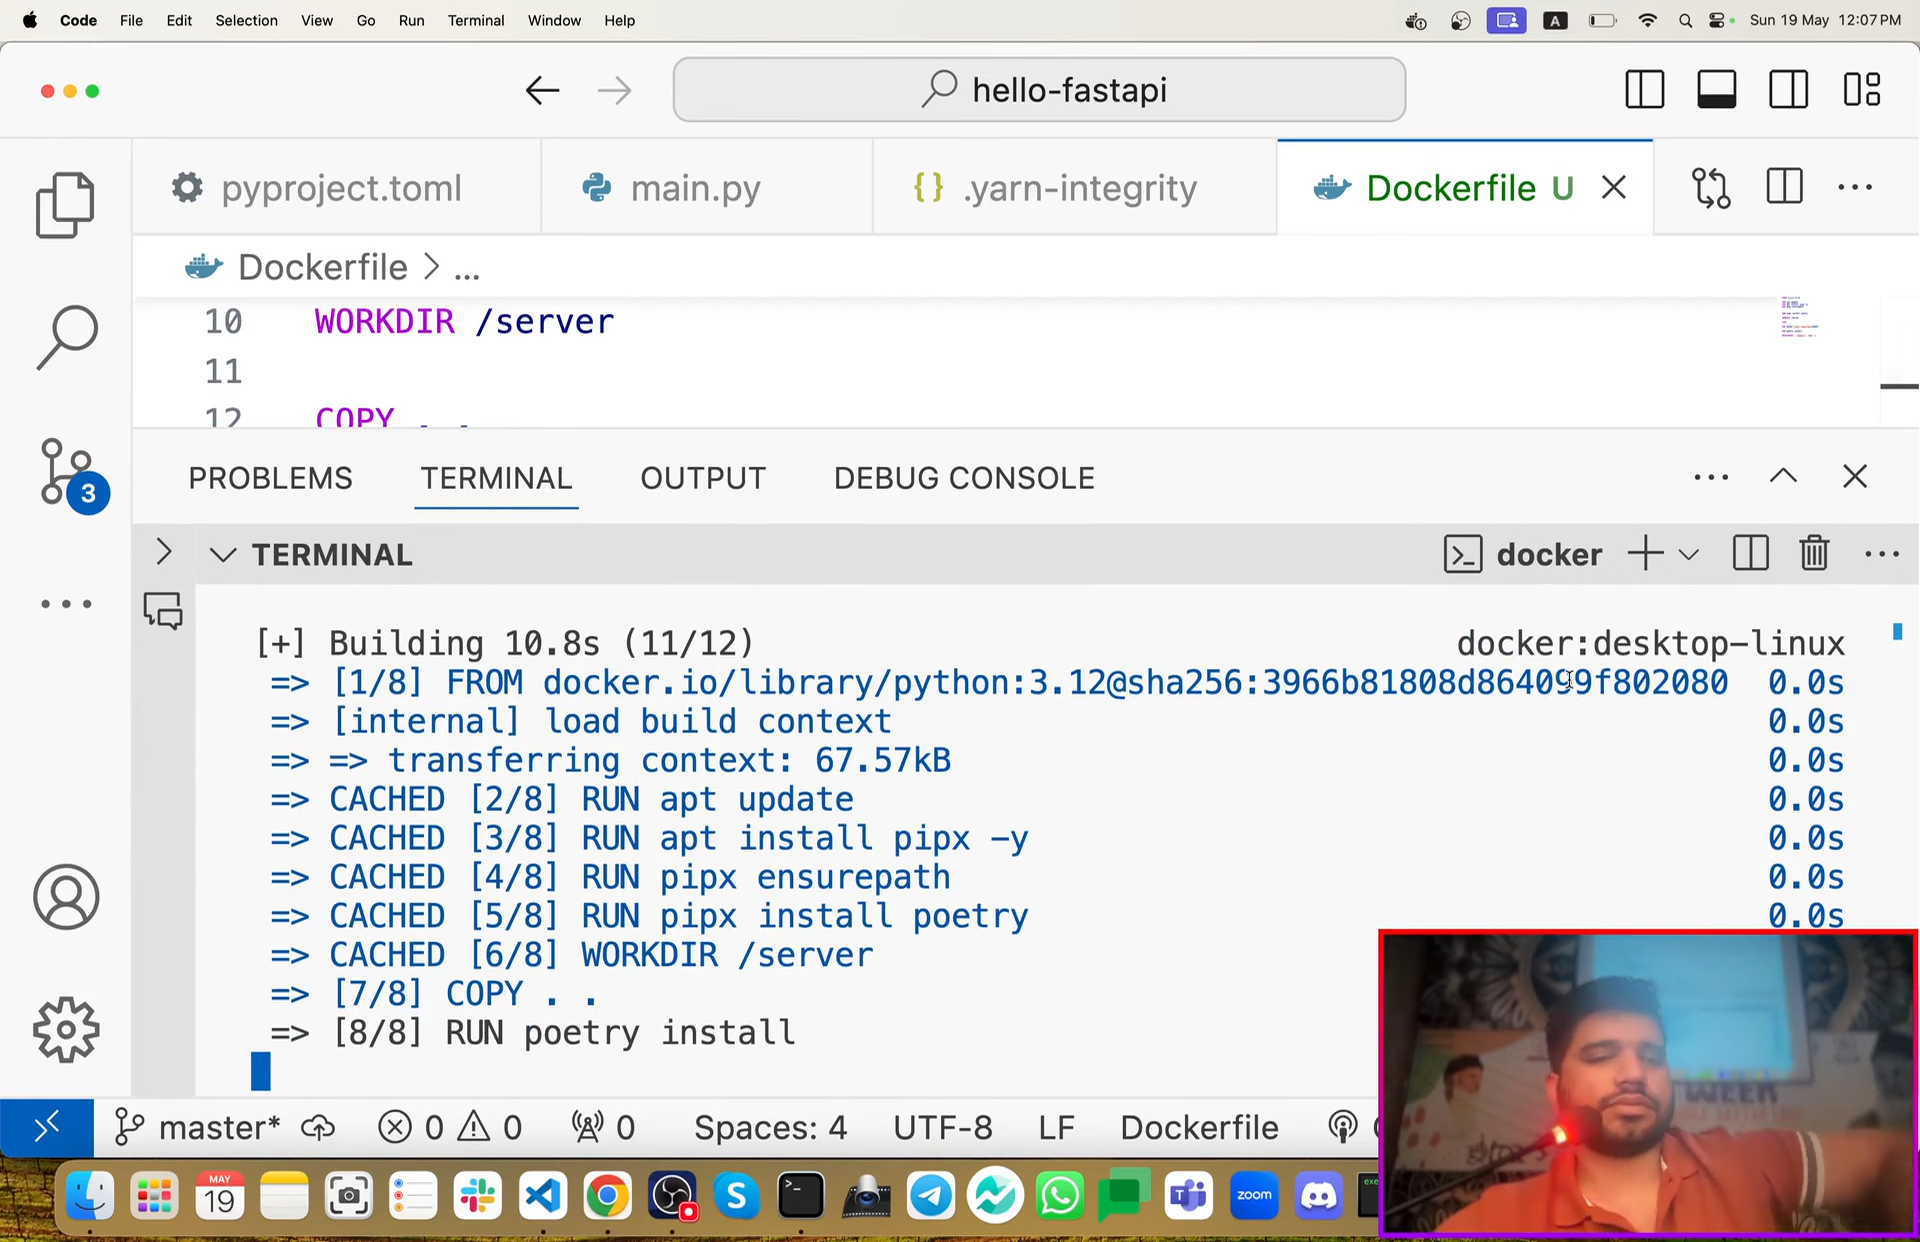 Code File Edit Selection View Go Run Terminal Window Help A Sun 19 May 12:07 PM
hello-fastapi
pyproject.toml main.py {} .yarn-integrity Dockerfile U
Dockerfile > ...
10 WORKDIR /server
11
12 COPY . .
3
PROBLEMS TERMINAL OUTPUT DEBUG CONSOLE
TERMINAL docker
[+] Building 10.8s (11/12) docker:desktop-linux
=> [1/8] FROM docker.io/library/python:3.12@sha256:3966b81808d864099f802080 0.0s
=> [internal] load build context 0.0s
=> => transferring context: 67.57kB 0.0s
=> CACHED [2/8] RUN apt update 0.0s
=> CACHED [3/8] RUN apt install pipx -y 0.0s
=> CACHED [4/8] RUN pipx ensurepath 0.0s
=> CACHED [5/8] RUN pipx install poetry 0.0s
=> CACHED [6/8] WORKDIR /server
=> [7/8] COPY . .
=> [8/8] RUN poetry install
WEEK
master* 0 0 0 Spaces: 4 UTF-8 LF Dockerfile
MAY
19
zoom
exe